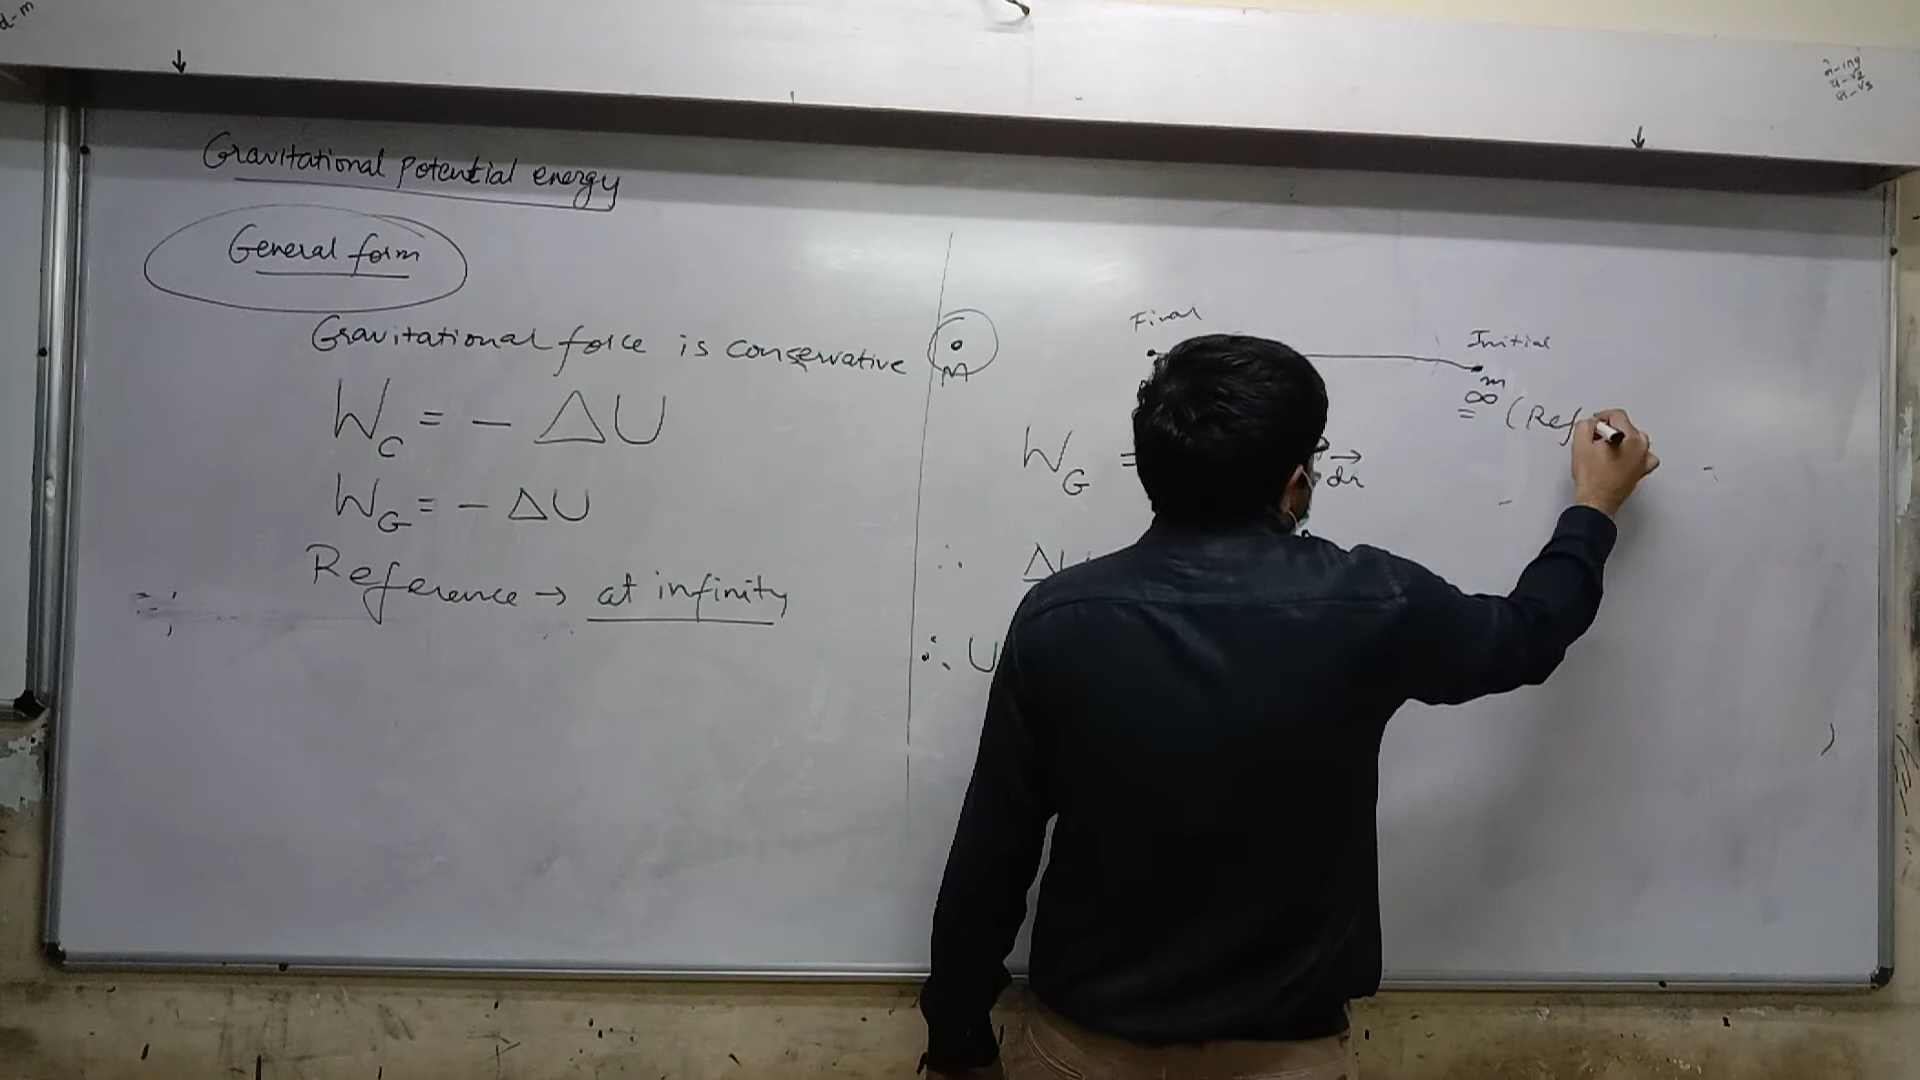 d-m
Gravitational potential energy
General form
Gravitational force is conservative
W_C = - ΔU
W_G = - ΔU
Reference → at infinity
M
Final
Initial
m
∞
= (Ref
W_G =
dr
∴ ΔU
∴ U